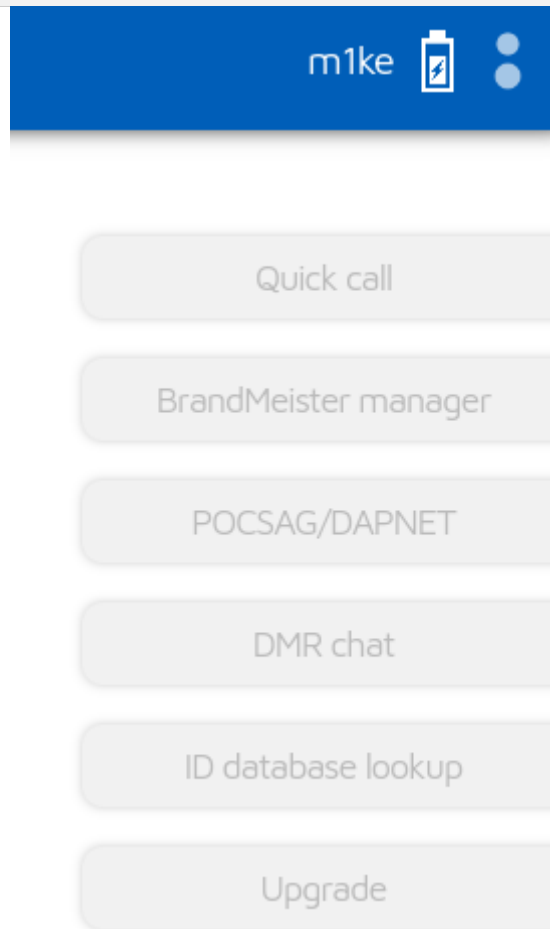 m1ke
Quick call
BrandMeister manager
POCSAG/DAPNET
DMR chat
ID database lookup
Upgrade